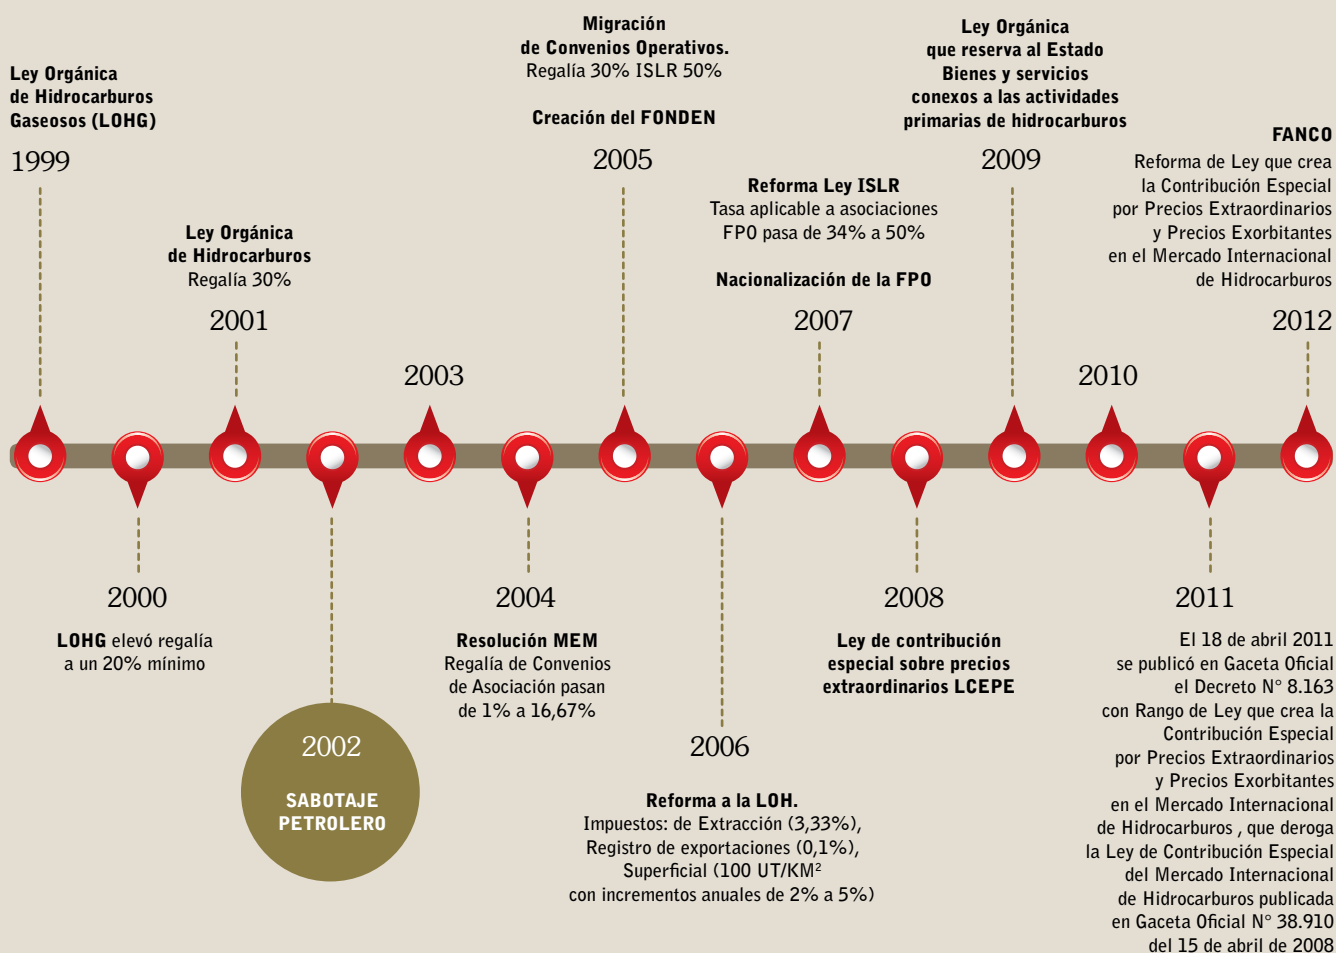 Ley Orgánica
de Hidrocarburos
Gaseosos (LOHG)
1999
2000
LOHG elevó regalía
a un 20% mínimo
Ley Orgánica
de Hidrocarburos
Regalía 30%
2001
2002
SABOTAJE
PETROLERO
2003
2004
Resolución MEM
Regalía de Convenios
de Asociación pasan
de 1% a 16,67%
Migración
de Convenios Operativos.
Regalía 30% ISLR 50%
Creación del FONDEN
2005
2006
Reforma a la LOH.
Impuestos: de Extracción (3,33%),
Registro de exportaciones (0,1%),
Superficial (100 UT/KM²
con incrementos anuales de 2% a 5%)
Reforma Ley ISLR
Tasa aplicable a asociaciones
FPO pasa de 34% a 50%
Nacionalización de la FPO
2007
2008
Ley de contribución
especial sobre precios
extraordinarios LCEPE
Ley Orgánica
que reserva al Estado
Bienes y servicios
conexos a las actividades
primarias de hidrocarburos
2009
2010
2011
El 18 de abril 2011
se publicó en Gaceta Oficial
el Decreto N° 8.163
con Rango de Ley que crea la
Contribución Especial
por Precios Extraordinarios
y Precios Exorbitantes
en el Mercado Internacional
de Hidrocarburos , que deroga
la Ley de Contribución Especial
del Mercado Internacional
de Hidrocarburos publicada
en Gaceta Oficial N° 38.910
del 15 de abril de 2008
FANCO
Reforma de Ley que crea
la Contribución Especial
por Precios Extraordinarios
y Precios Exorbitantes
en el Mercado Internacional
de Hidrocarburos
2012